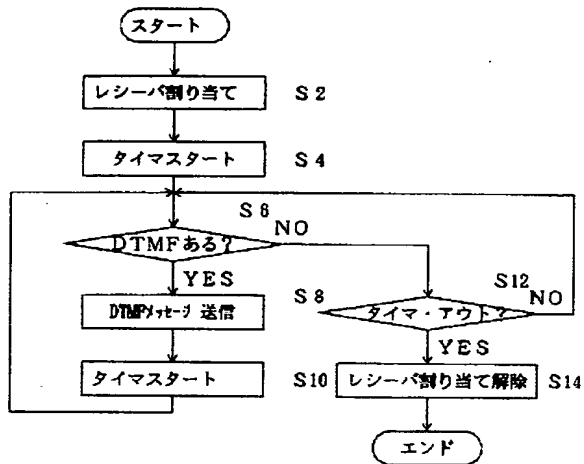 スタート
レシーバ割り当て S2
タイマスタート S4
S6
DTMFある? NO
YES
DTMFメッセージ 送信 S8
タイマ・アウト? S12 NO
YES
タイマスタート S10
レシーバ割り当て解除 S14
エンド